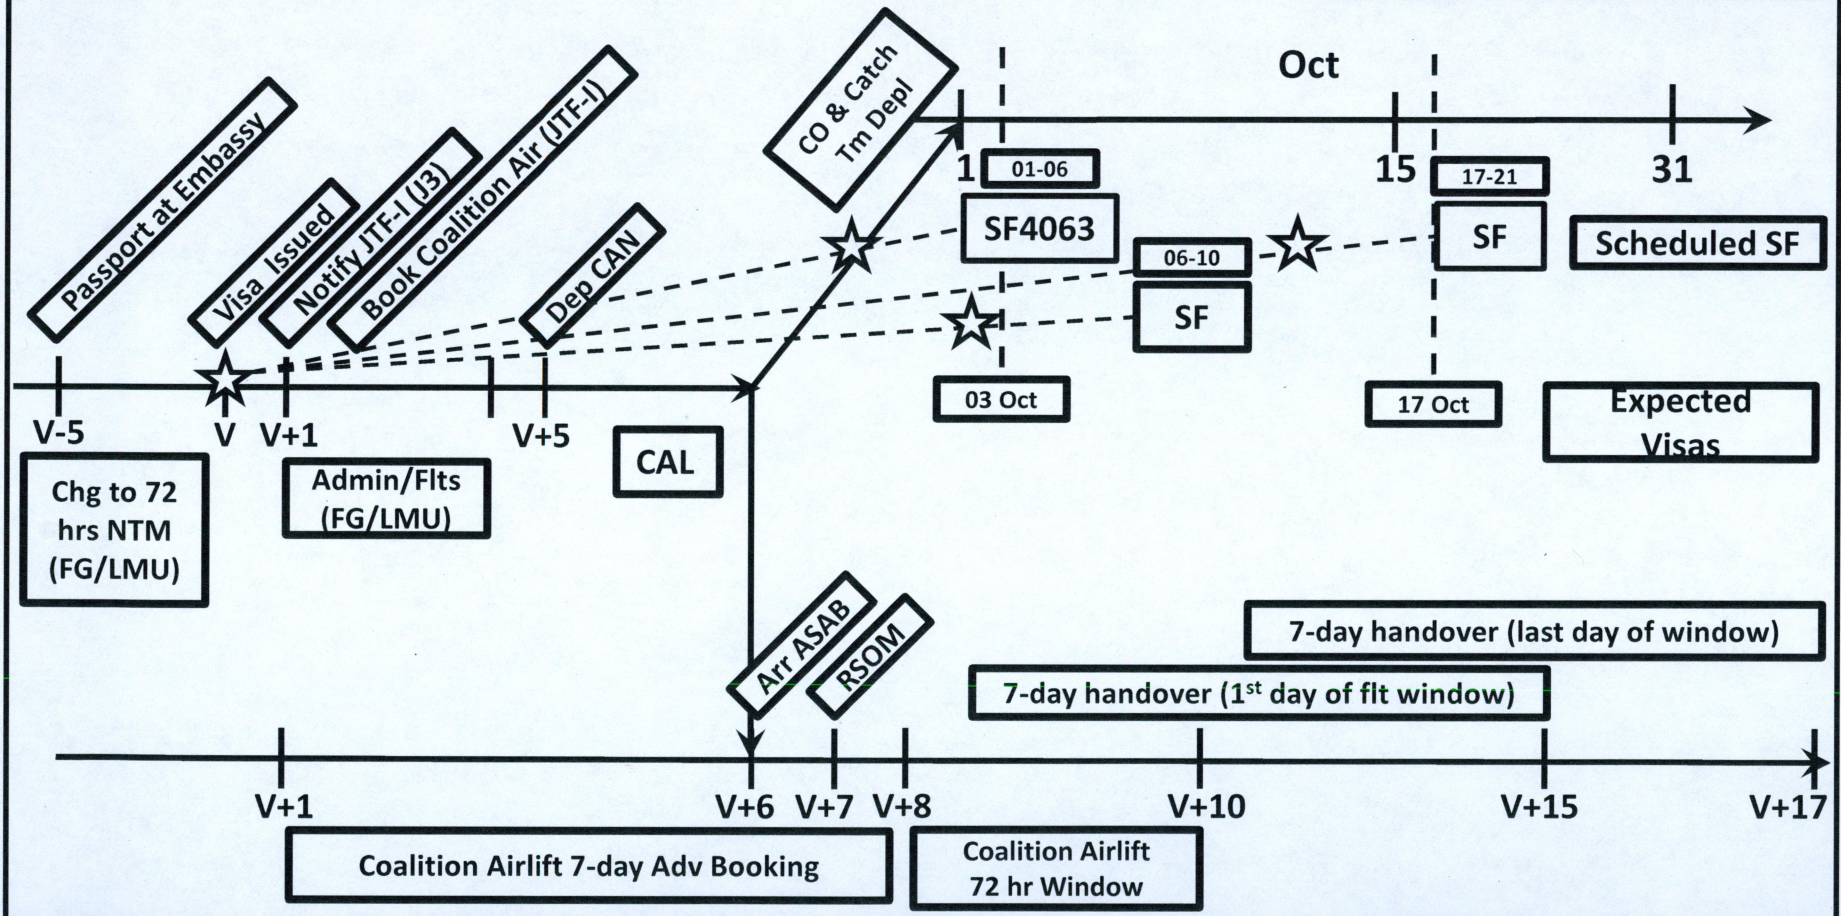 Passport at Embassy
Visa Issued
Notify JTF-I (J3)
Book Coalition Air (JTF-I)
Dep CAN
CO & Catch
Tm Depl
Oct
1
15
31
01-06
SF4063
06-10
SF
17-21
SF
Scheduled SF
03 Oct
17 Oct
Expected
Visas
V-5
V
V+1
V+5
Chg to 72
hrs NTM
(FG/LMU)
Admin/Flts
(FG/LMU)
CAL
Arr ASAB
RSOM
7-day handover (last day of window)
7-day handover (1st day of flt window)
V+1
V+6
V+7
V+8
V+10
V+15
V+17
Coalition Airlift 7-day Adv Booking
Coalition Airlift
72 hr Window